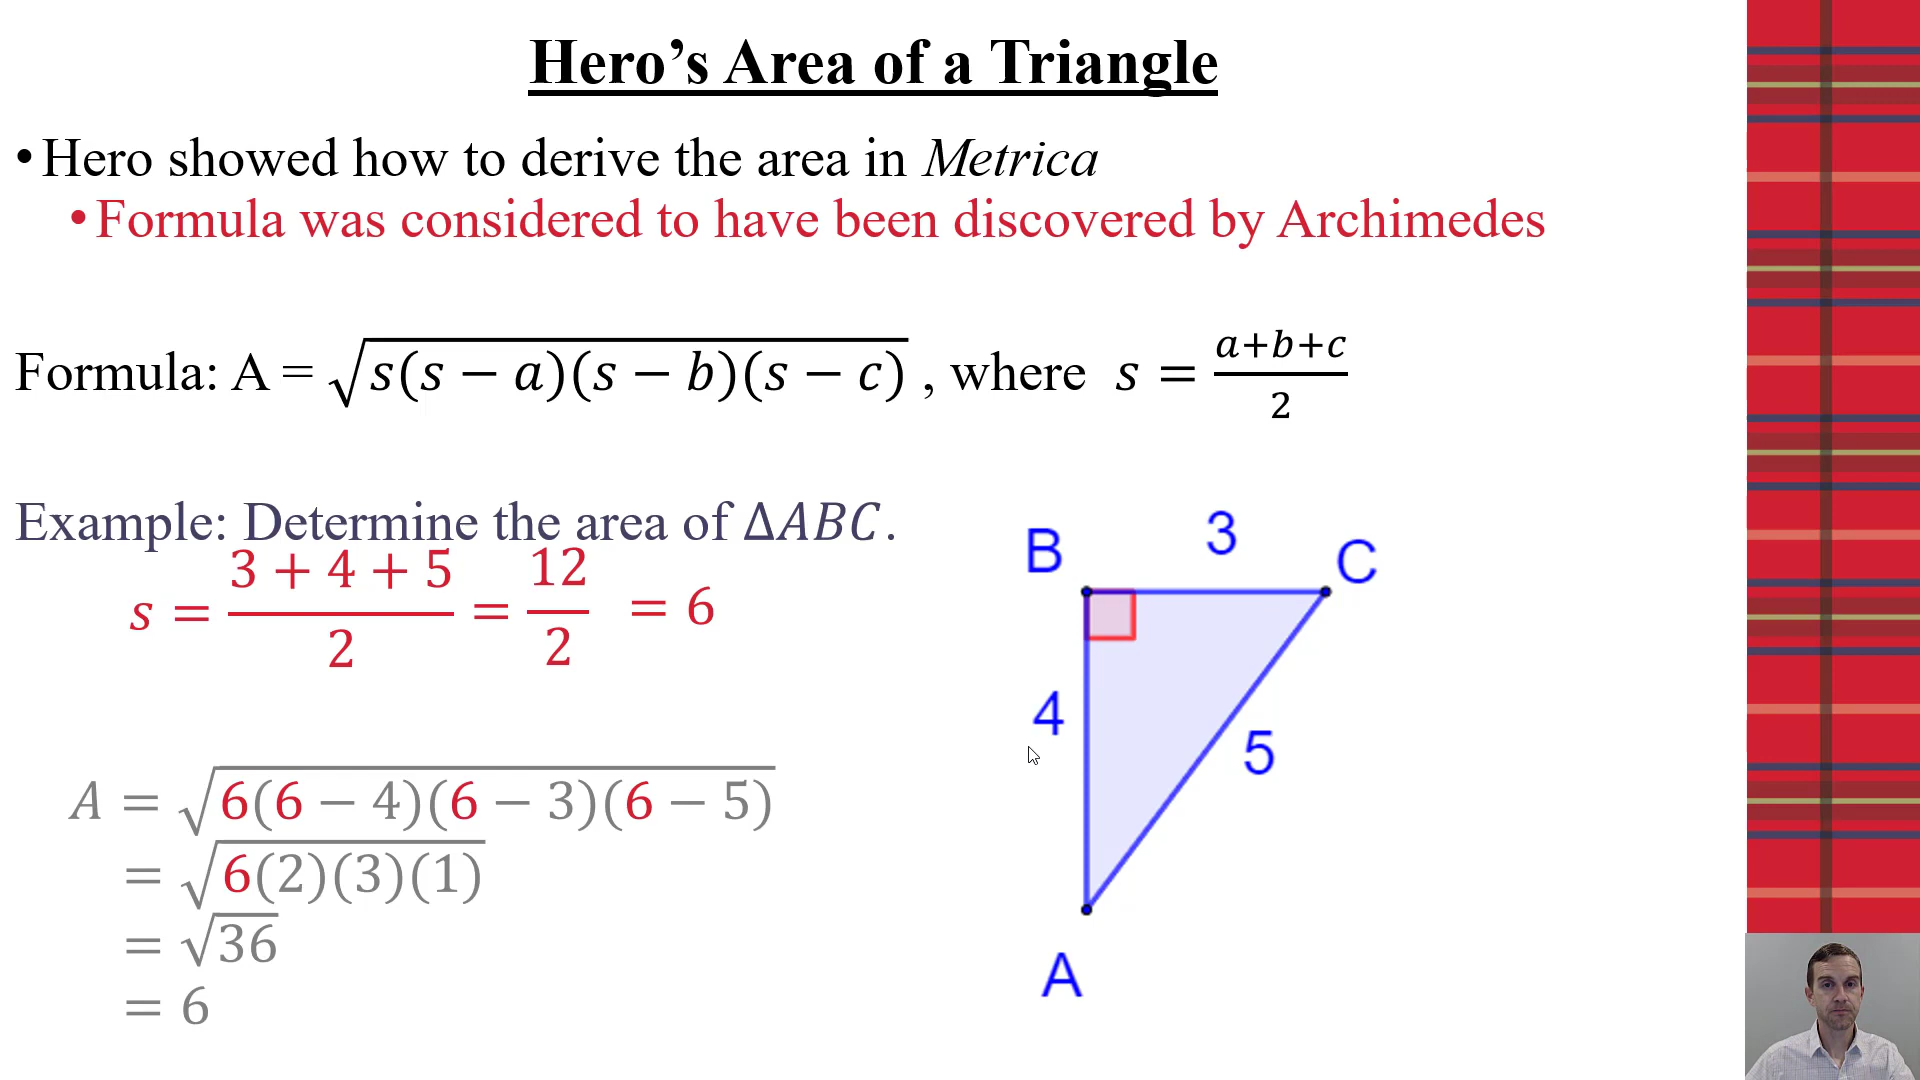 Hero’s Area of a Triangle
• Hero showed how to derive the area in Metrica
• Formula was considered to have been discovered by Archimedes
Formula: A = √s(s − a)(s − b)(s − c) , where s = a+b+c / 2
Example: Determine the area of ΔABC.
s = 3 + 4 + 5 / 2 = 12 / 2 = 6
A = √6(6 − 4)(6 − 3)(6 − 5)
= √6(2)(3)(1)
= √36
= 6
B
3
C
4
5
A